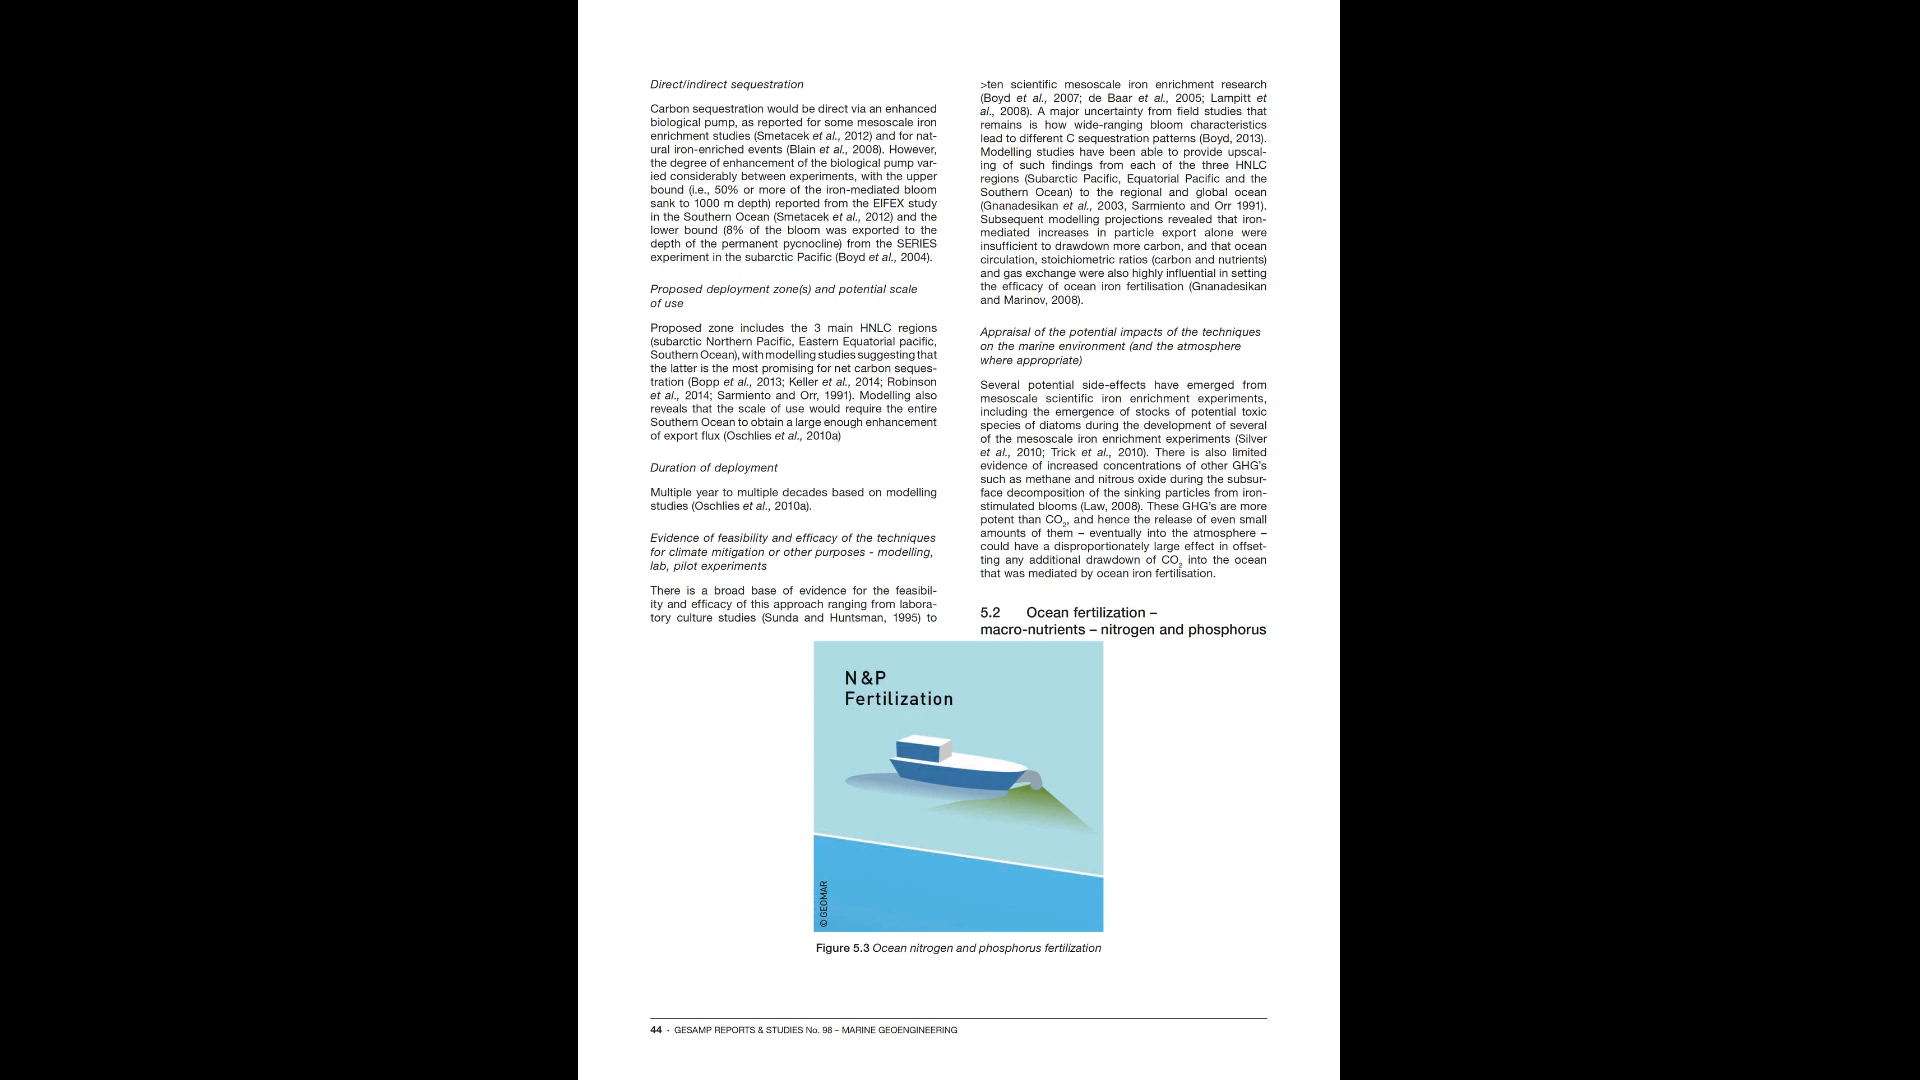 Direct/indirect sequestration
Carbon sequestration would be direct via an enhanced
biological pump, as reported for some mesoscale iron
enrichment studies (Smetacek et al., 2012) and for nat-
ural iron-enriched events (Blain et al., 2008). However,
the degree of enhancement of the biological pump var-
ied considerably between experiments, with the upper
bound (i.e., 50% or more of the iron-mediated bloom
sank to 1000 m depth) reported from the EIFEX study
in the Southern Ocean (Smetacek et al., 2012) and the
lower bound (8% of the bloom was exported to the
depth of the permanent pycnocline) from the SERIES
experiment in the subarctic Pacific (Boyd et al., 2004).
Proposed deployment zone(s) and potential scale
of use
Proposed zone includes the 3 main HNLC regions
(subarctic Northern Pacific, Eastern Equatorial pacific,
Southern Ocean), with modelling studies suggesting that
the latter is the most promising for net carbon seques-
tration (Bopp et al., 2013; Keller et al., 2014; Robinson
et al., 2014; Sarmiento and Orr, 1991). Modelling also
reveals that the scale of use would require the entire
Southern Ocean to obtain a large enough enhancement
of export flux (Oschlies et al., 2010a)
Duration of deployment
Multiple year to multiple decades based on modelling
studies (Oschlies et al., 2010a).
Evidence of feasibility and efficacy of the techniques
for climate mitigation or other purposes - modelling,
lab, pilot experiments
There is a broad base of evidence for the feasibil-
ity and efficacy of this approach ranging from labora-
tory culture studies (Sunda and Huntsman, 1995) to
>ten scientific mesoscale iron enrichment research
(Boyd et al., 2007; de Baar et al., 2005; Lampitt et
al., 2008). A major uncertainty from field studies that
remains is how wide-ranging bloom characteristics
lead to different C sequestration patterns (Boyd, 2013).
Modelling studies have been able to provide upscal-
ing of such findings from each of the three HNLC
regions (Subarctic Pacific, Equatorial Pacific and the
Southern Ocean) to the regional and global ocean
(Gnanadesikan et al., 2003, Sarmiento and Orr 1991).
Subsequent modelling projections revealed that iron-
mediated increases in particle export alone were
insufficient to drawdown more carbon, and that ocean
circulation, stoichiometric ratios (carbon and nutrients)
and gas exchange were also highly influential in setting
the efficacy of ocean iron fertilisation (Gnanadesikan
and Marinov, 2008).
Appraisal of the potential impacts of the techniques
on the marine environment (and the atmosphere
where appropriate)
Several potential side-effects have emerged from
mesoscale scientific iron enrichment experiments,
including the emergence of stocks of potential toxic
species of diatoms during the development of several
of the mesoscale iron enrichment experiments (Silver
et al., 2010; Trick et al., 2010). There is also limited
evidence of increased concentrations of other GHG's
such as methane and nitrous oxide during the subsur-
face decomposition of the sinking particles from iron-
stimulated blooms (Law, 2008). These GHG's are more
potent than CO₂, and hence the release of even small
amounts of them – eventually into the atmosphere –
could have a disproportionately large effect in offset-
ting any additional drawdown of CO₂ into the ocean
that was mediated by ocean iron fertilisation.
5.2 Ocean fertilization –
macro-nutrients – nitrogen and phosphorus
N & P
Fertilization
© GEOMAR
Figure 5.3 Ocean nitrogen and phosphorus fertilization
44 · GESAMP REPORTS & STUDIES No. 98 – MARINE GEOENGINEERING